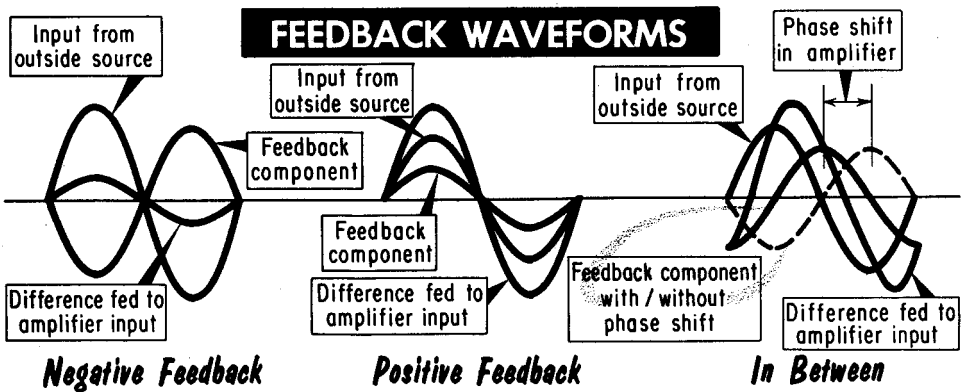 FEEDBACK WAVEFORMS
Input from
outside source
Feedback
component
Difference fed to
amplifier input
Negative Feedback
Input from
outside source
Feedback
component
Difference fed to
amplifier input
Positive Feedback
Phase shift
in amplifier
Input from
outside source
Feedback component
with / without
phase shift
Difference fed to
amplifier input
In Between